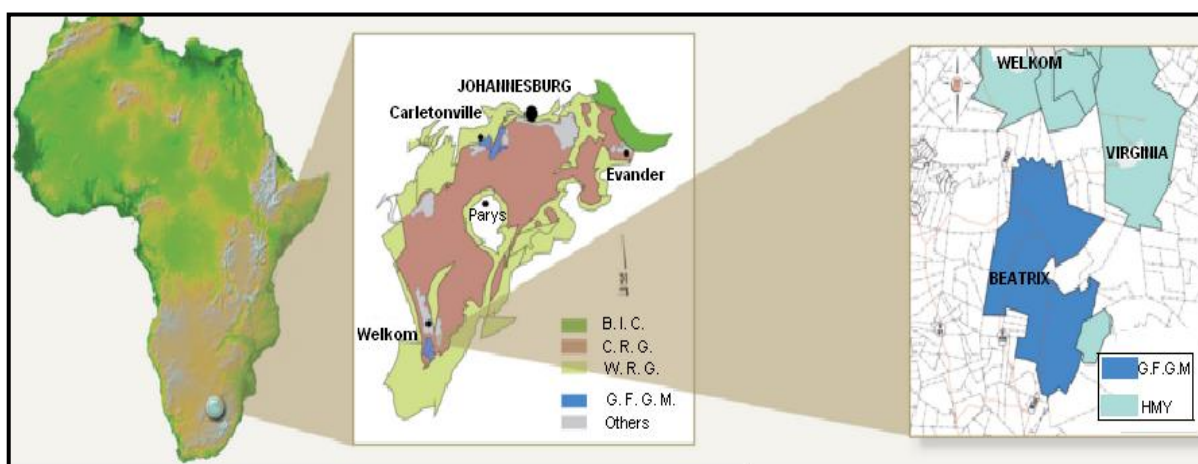 JOHANNESBURG
Carletonville
Evander
Parys
Welkom
B. I. C.
C. R. G.
W. R. G.
G. F. G. M.
Others
WELKOM
VIRGINIA
BEATRIX
G.F.G.M
HMY